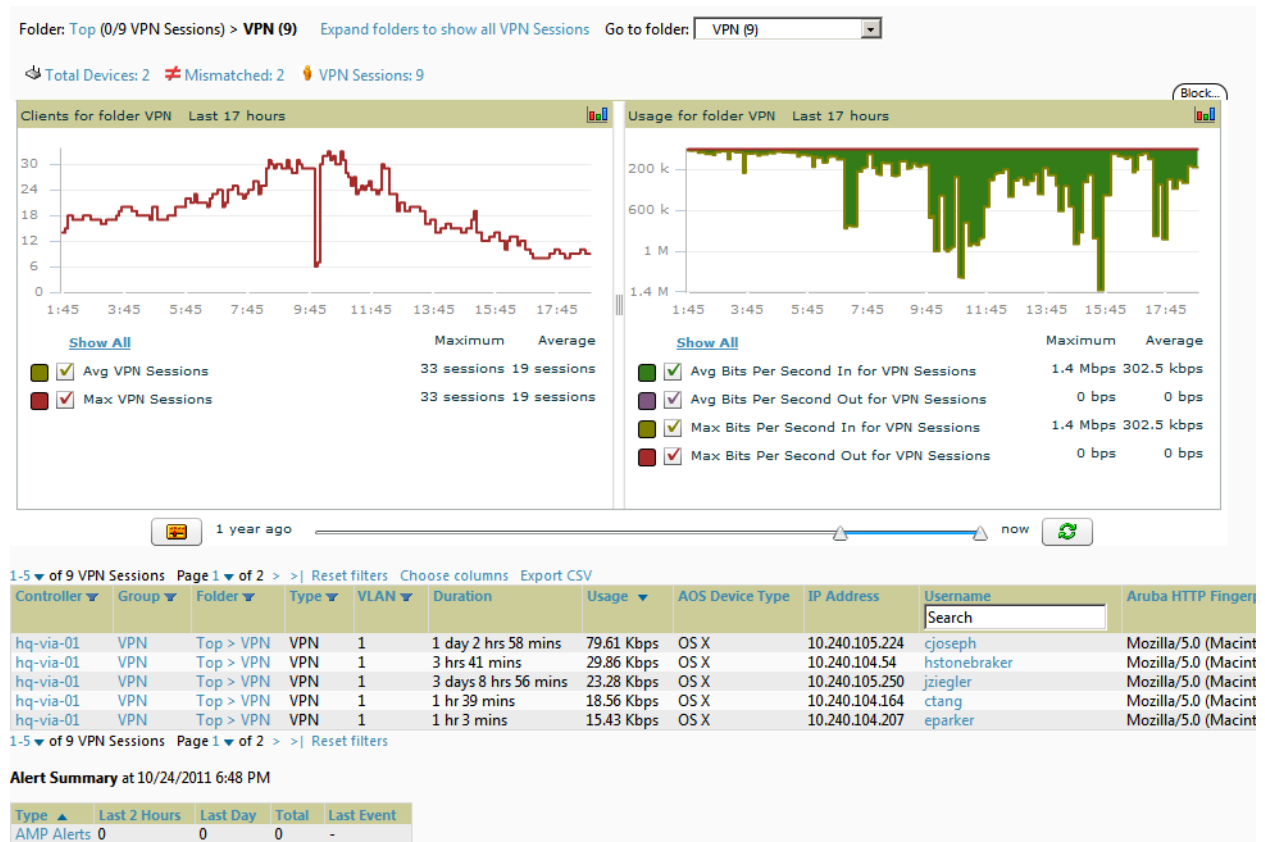 Folder: Top (0/9 VPN Sessions) > VPN (9) Expand folders to show all VPN Sessions Go to folder: VPN (9)
Total Devices: 2 Mismatched: 2 VPN Sessions: 9
Block...
Clients for folder VPN Last 17 hours
30
24
18
12
6
0
1:45 3:45 5:45 7:45 9:45 11:45 13:45 15:45 17:45
Show All Maximum Average
Avg VPN Sessions 33 sessions 19 sessions
Max VPN Sessions 33 sessions 19 sessions
Usage for folder VPN Last 17 hours
200 k
600 k
1 M
1.4 M
1:45 3:45 5:45 7:45 9:45 11:45 13:45 15:45 17:45
Show All Maximum Average
Avg Bits Per Second In for VPN Sessions 1.4 Mbps 302.5 kbps
Avg Bits Per Second Out for VPN Sessions 0 bps 0 bps
Max Bits Per Second In for VPN Sessions 1.4 Mbps 302.5 kbps
Max Bits Per Second Out for VPN Sessions 0 bps 0 bps
1 year ago now
1-5 of 9 VPN Sessions Page 1 of 2 > >| Reset filters Choose columns Export CSV
Controller Group Folder Type VLAN Duration Usage AOS Device Type IP Address Username Aruba HTTP Fingerp
Search
hq-via-01 VPN Top > VPN VPN 1 1 day 2 hrs 58 mins 79.61 Kbps OS X 10.240.105.224 cjoseph Mozilla/5.0 (Macint
hq-via-01 VPN Top > VPN VPN 1 3 hrs 41 mins 29.86 Kbps OS X 10.240.104.54 hstonebraker Mozilla/5.0 (Macint
hq-via-01 VPN Top > VPN VPN 1 3 days 8 hrs 56 mins 23.28 Kbps OS X 10.240.105.250 jziegler Mozilla/5.0 (Macint
hq-via-01 VPN Top > VPN VPN 1 1 hr 39 mins 18.56 Kbps OS X 10.240.104.164 ctang Mozilla/5.0 (Macint
hq-via-01 VPN Top > VPN VPN 1 1 hr 3 mins 15.43 Kbps OS X 10.240.104.207 eparker Mozilla/5.0 (Macint
1-5 of 9 VPN Sessions Page 1 of 2 > >| Reset filters
Alert Summary at 10/24/2011 6:48 PM
Type Last 2 Hours Last Day Total Last Event
AMP Alerts 0 0 0 -